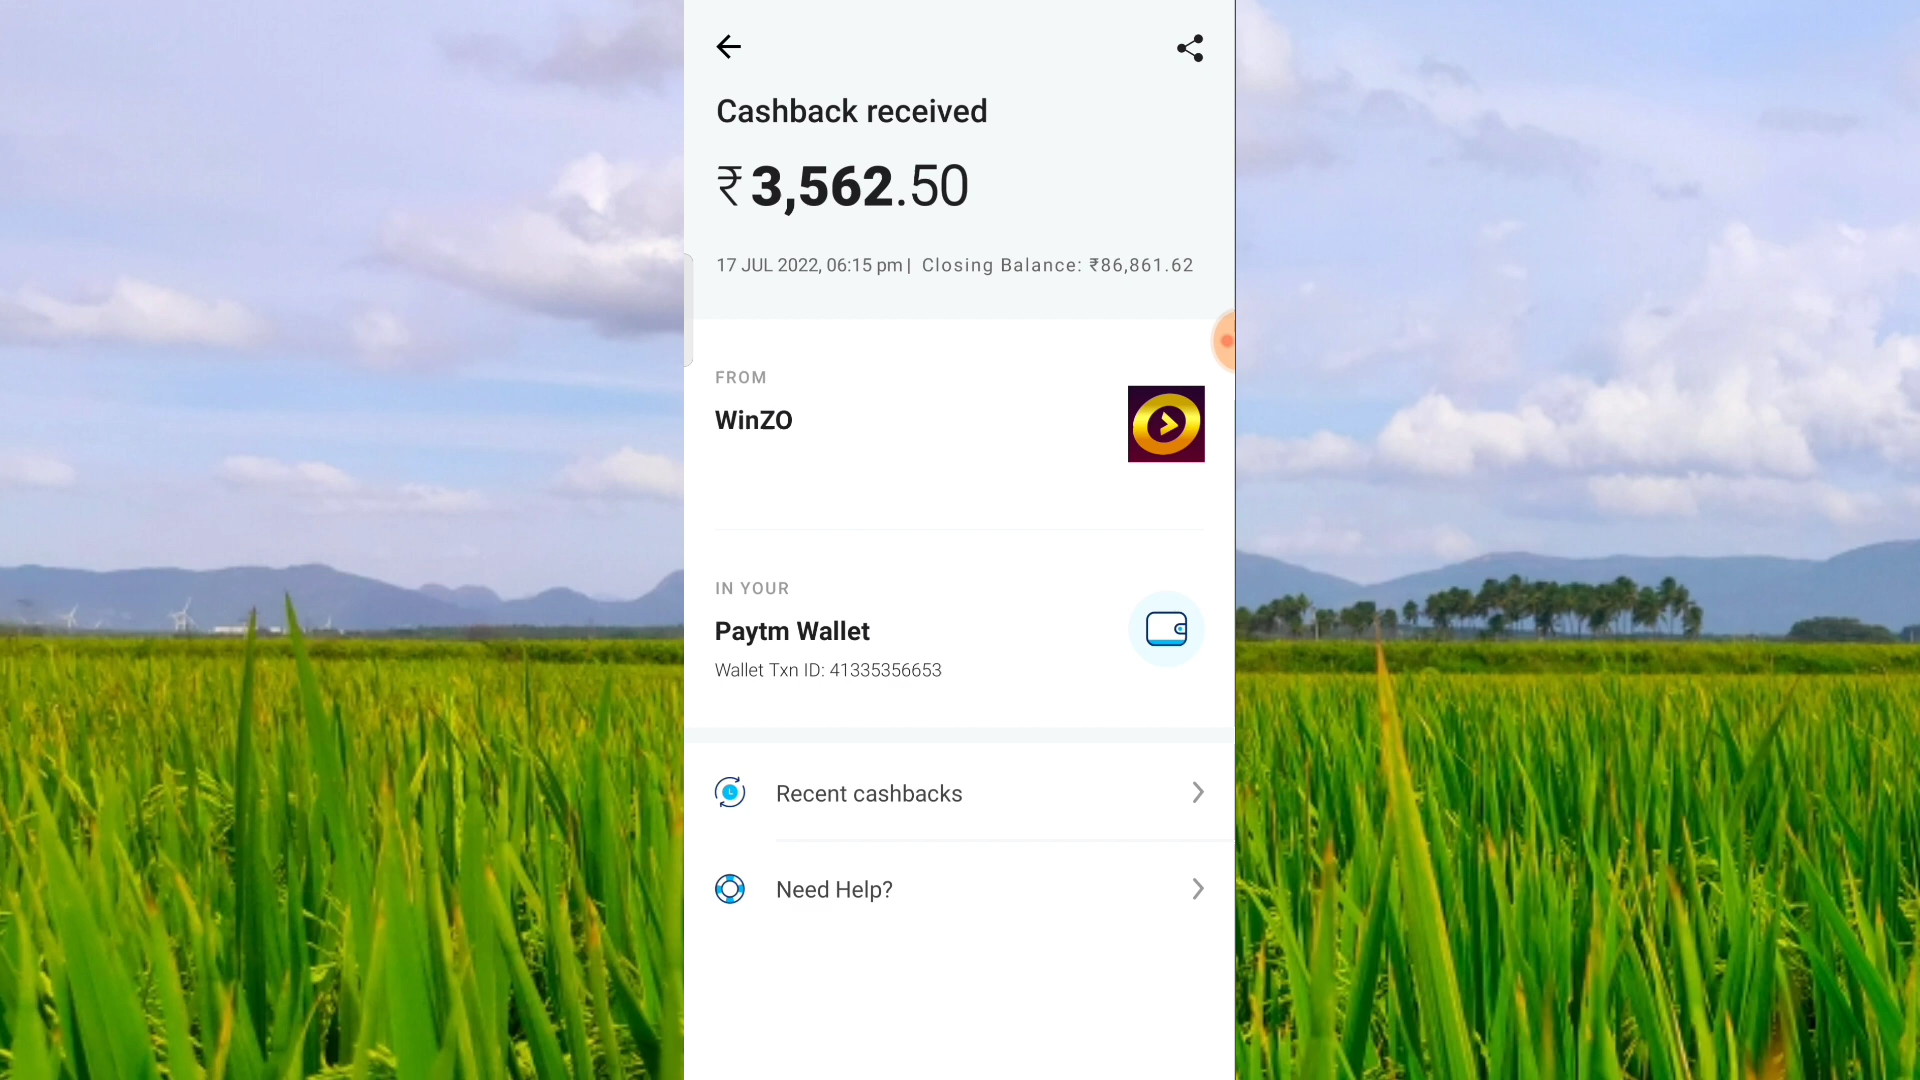 Cashback received
₹3,562.50
17 JUL 2022, 06:15 pm | Closing Balance: ₹86,861.62
FROM
WinZO
IN YOUR
Paytm Wallet
Wallet Txn ID: 41335356653
Recent cashbacks
Need Help?